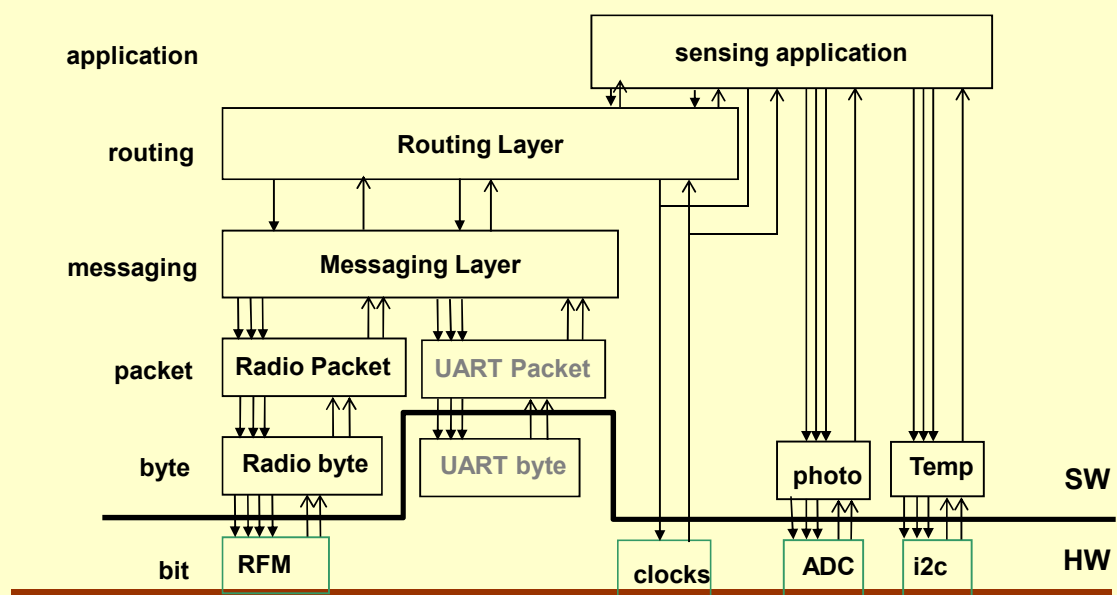 application
sensing application
routing
Routing Layer
messaging
Messaging Layer
packet
Radio Packet
UART Packet
byte
Radio byte
UART byte
photo
Temp
SW
bit
RFM
clocks
ADC
i2c
HW